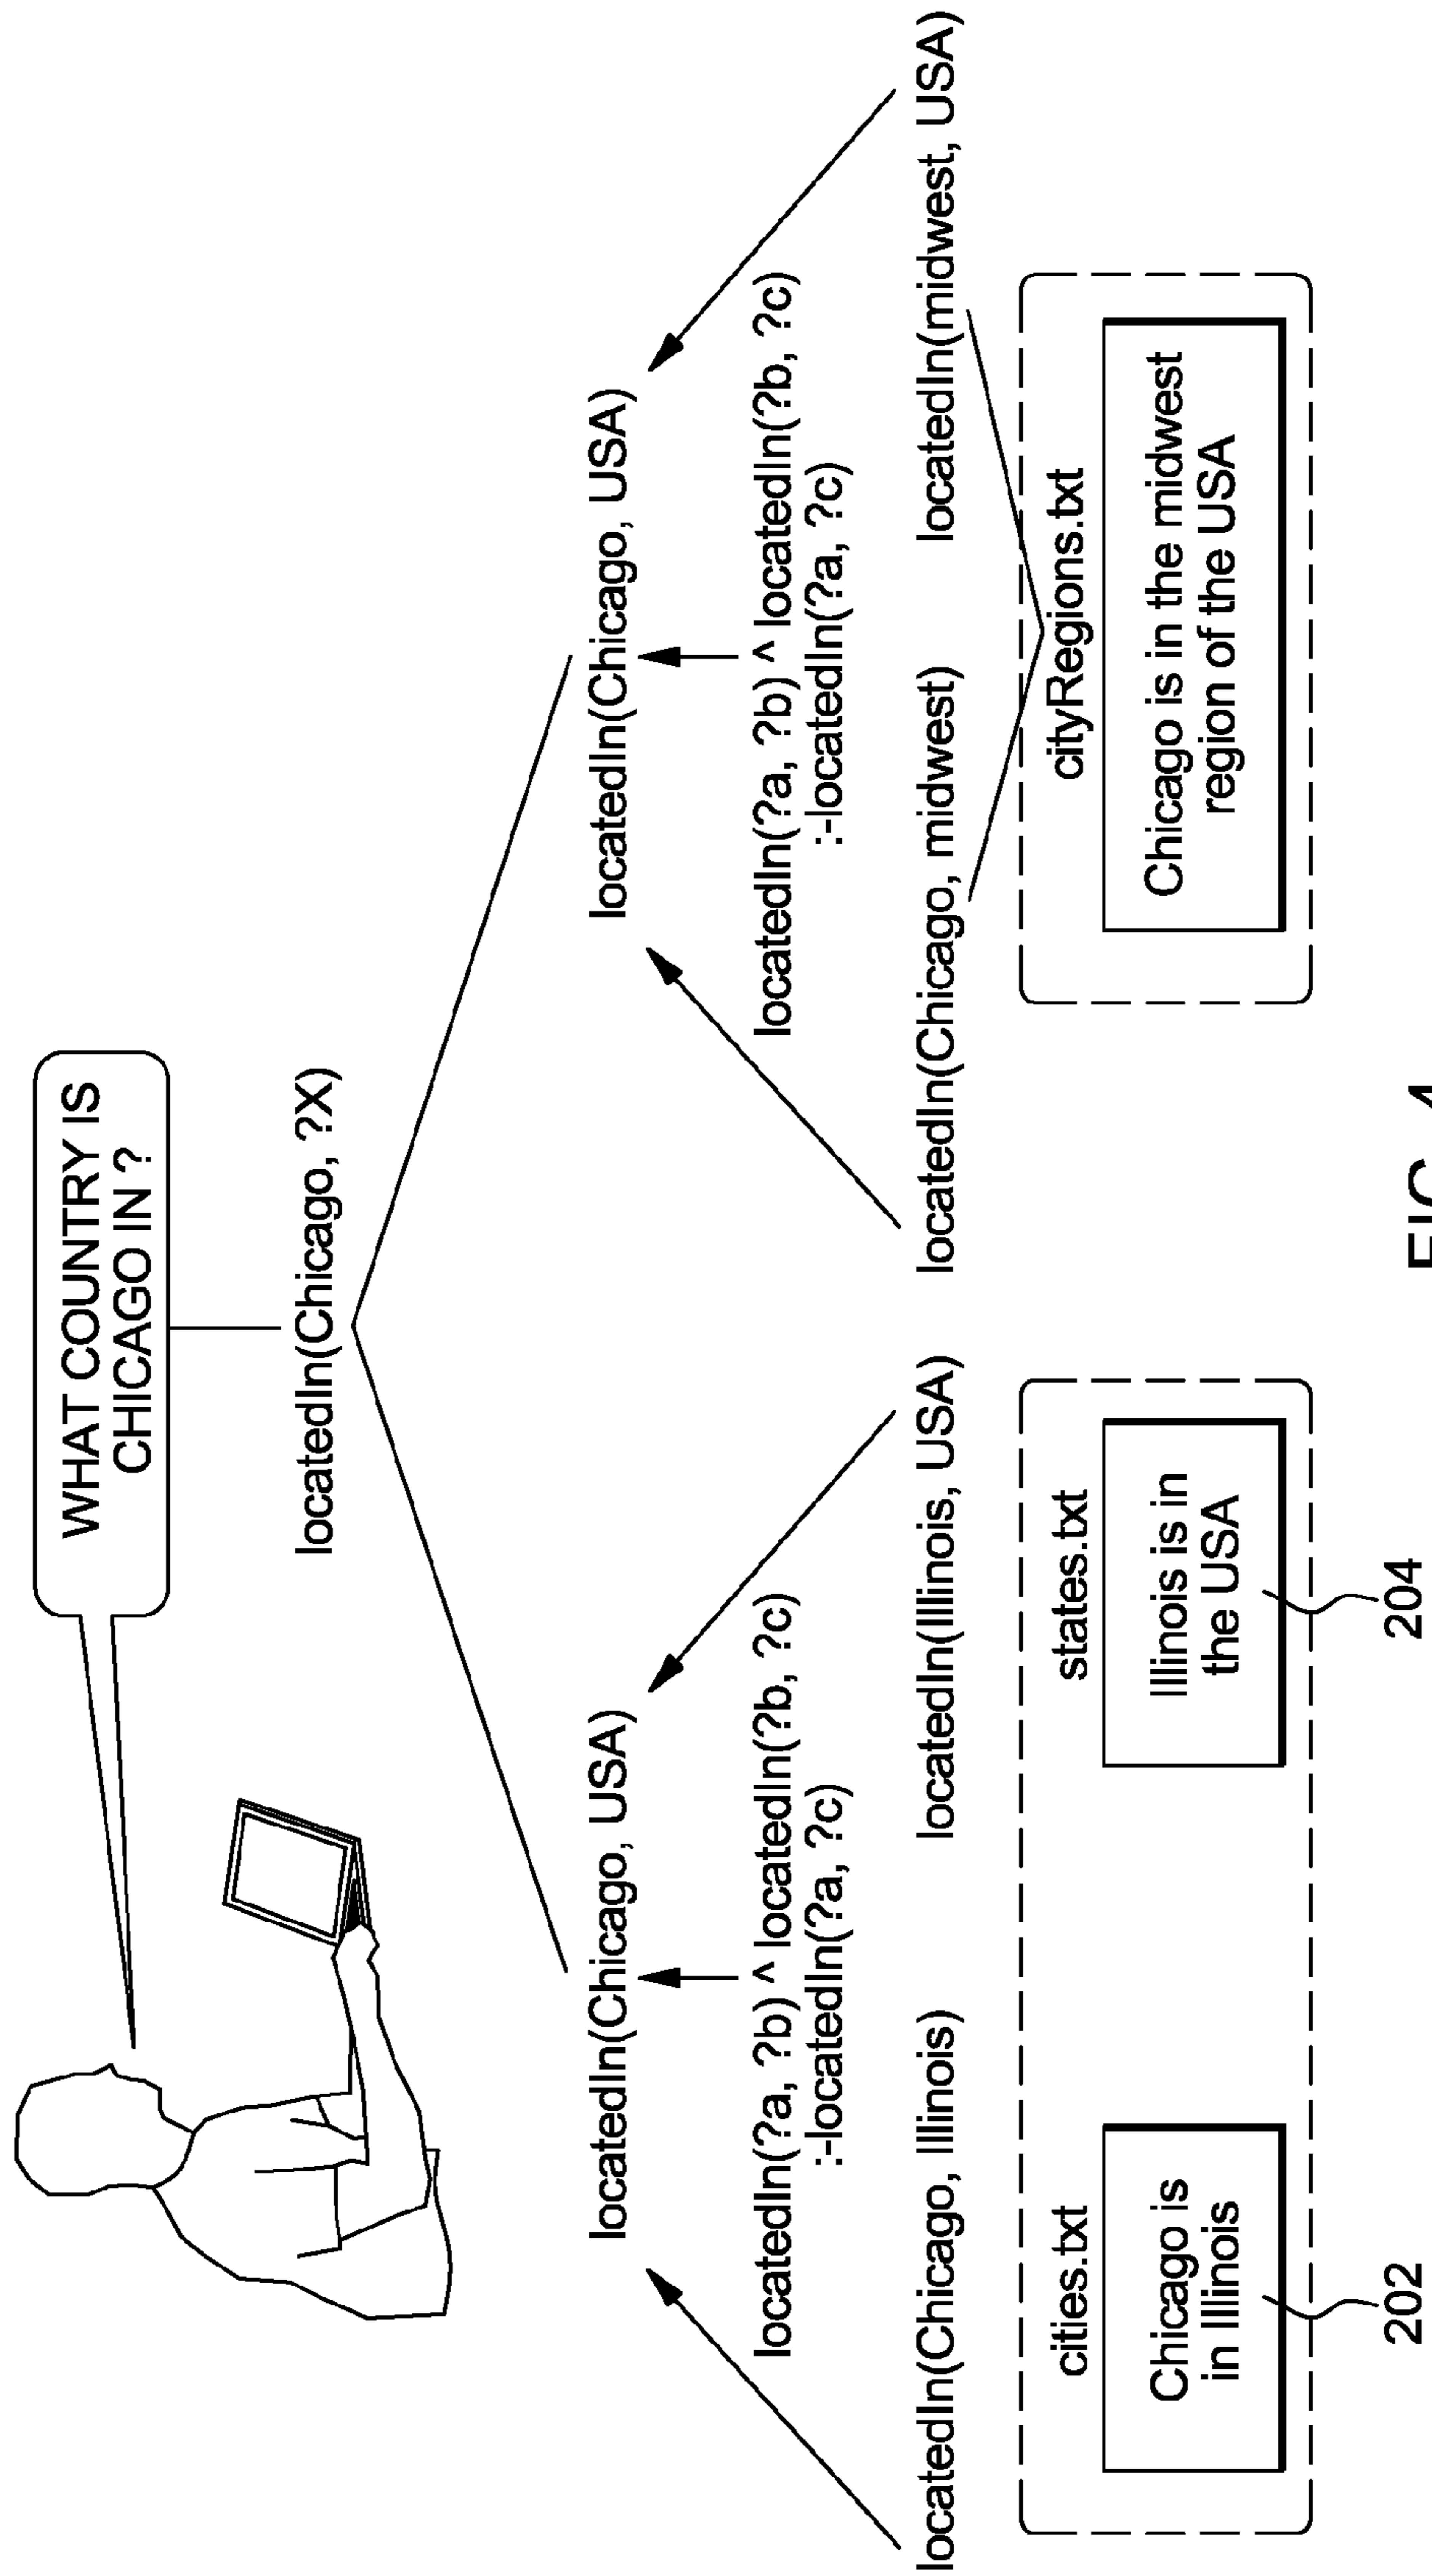 WHAT COUNTRY IS
CHICAGO IN ?
locatedIn(Chicago, ?X)
locatedIn(Chicago, USA)
locatedIn(Chicago, USA)
locatedIn(?a, ?b) ^ locatedIn(?b, ?c)
:-locatedIn(?a, ?c)
locatedIn(?a, ?b) ^ locatedIn(?b, ?c)
:-locatedIn(?a, ?c)
locatedIn(Chicago, Illinois)
locatedIn(Illinois, USA)
locatedIn(Chicago, midwest)
locatedIn(midwest, USA)
cities.txt
Chicago is
in Illinois
202
states.txt
Illinois is in
the USA
204
cityRegions.txt
Chicago is in the midwest
region of the USA
FIG. 4